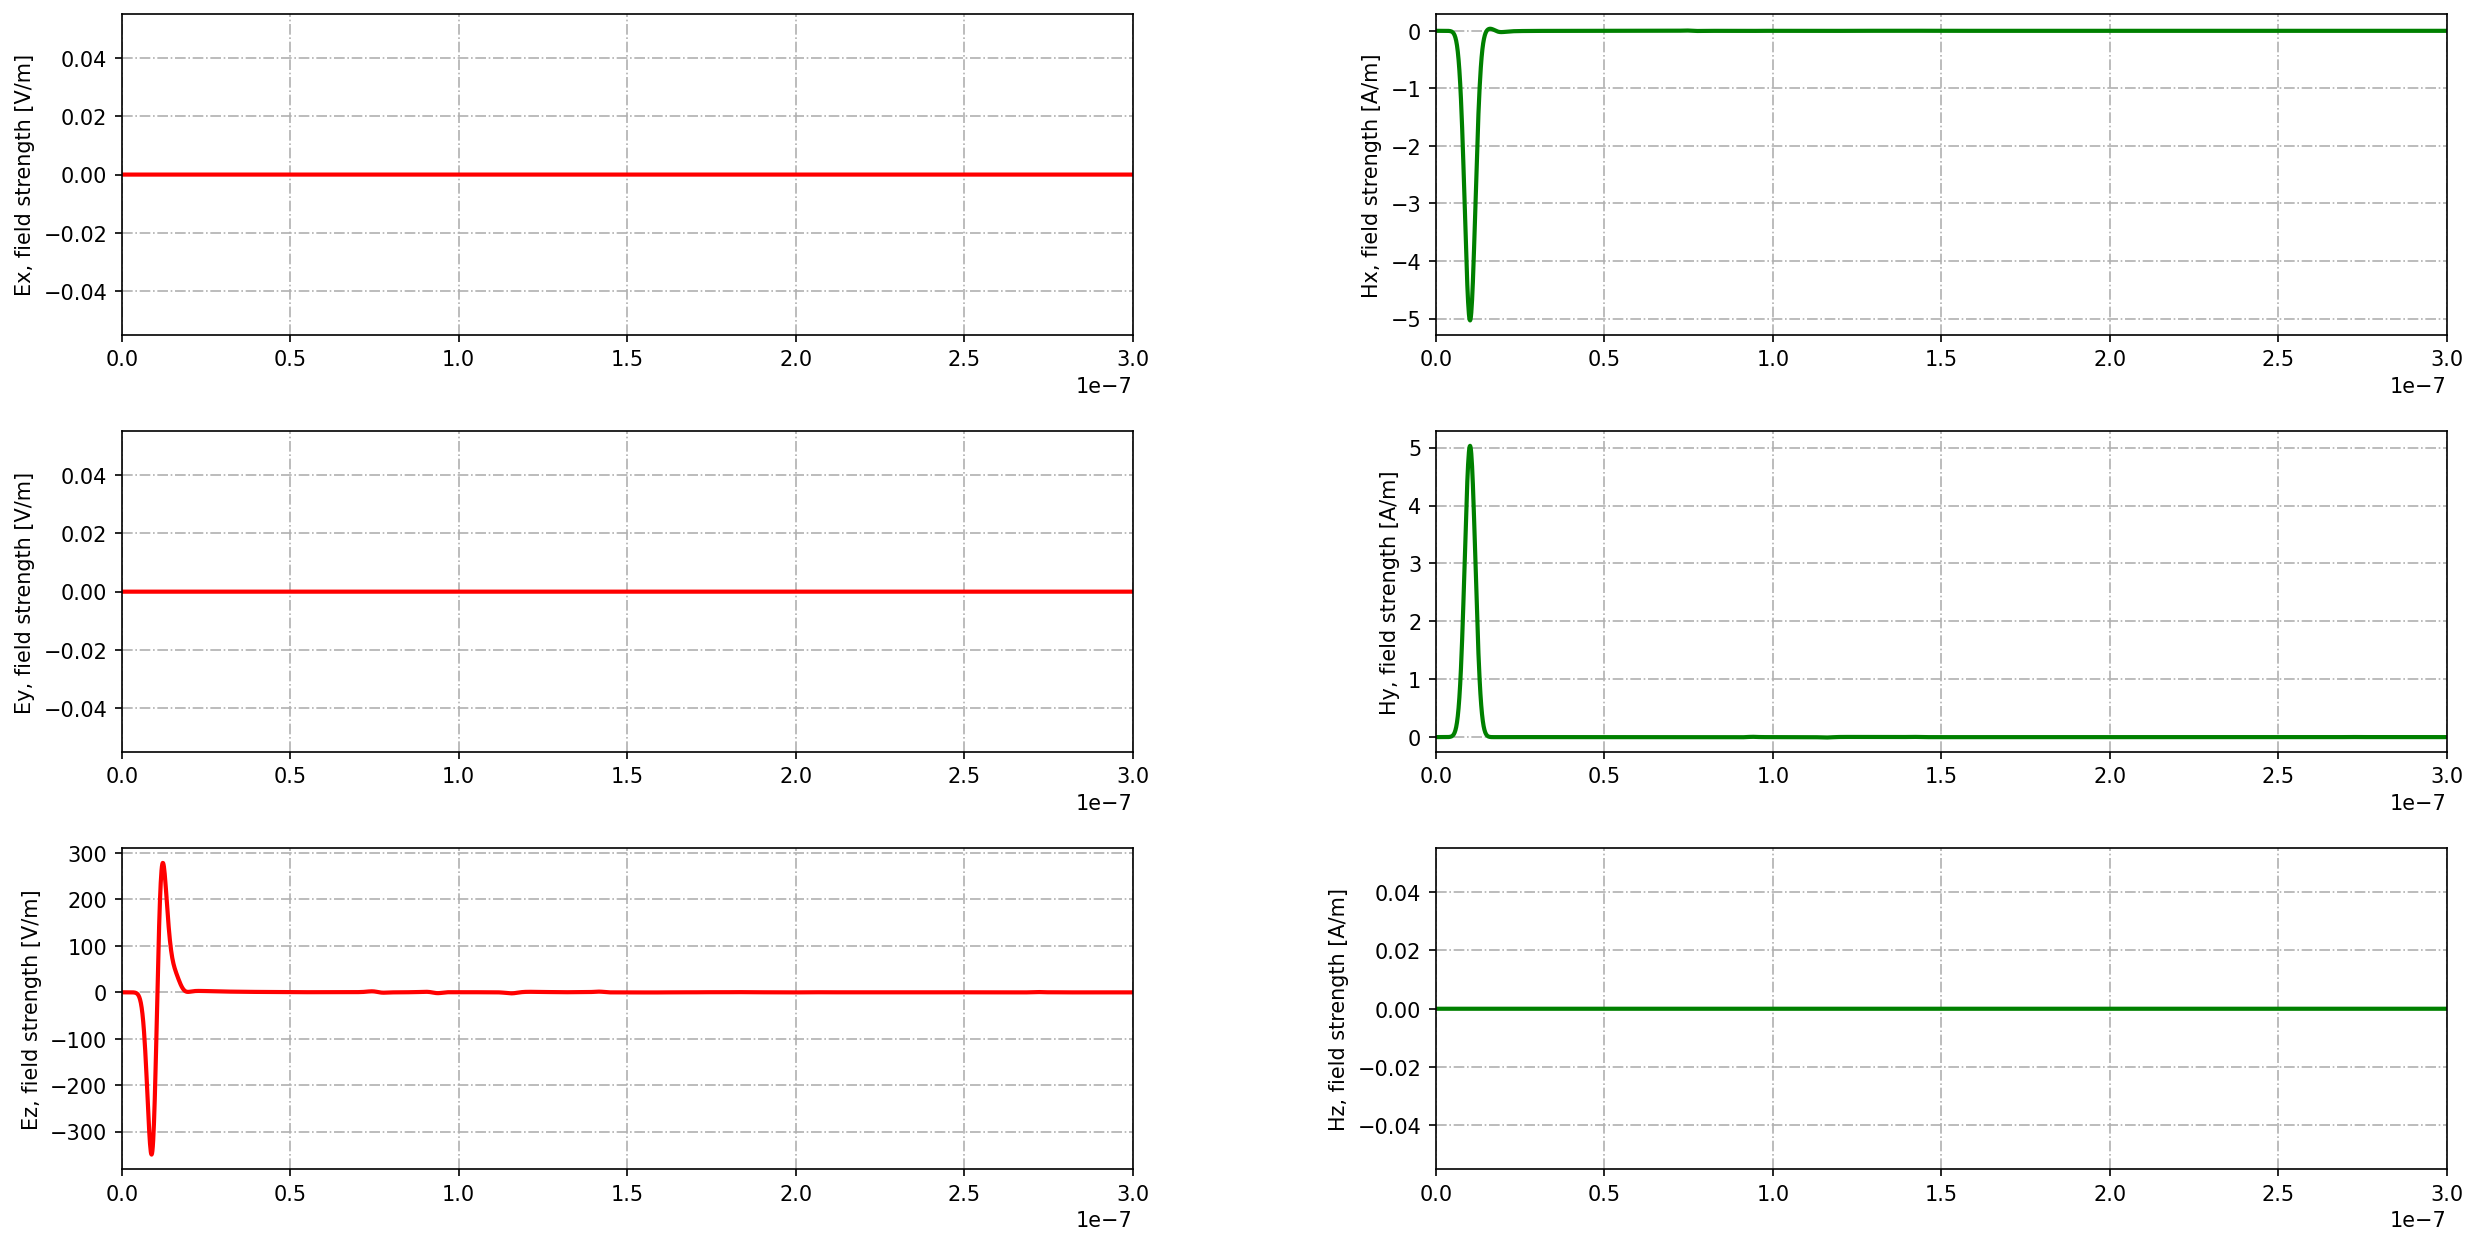 Ex, field strength [V/m]
0.04
0.02
0.00
−0.02
−0.04
0.0 0.5 1.0 1.5 2.0 2.5 3.0
1e−7
Hx, field strength [A/m]
0
−1
−2
−3
−4
−5
0.0 0.5 1.0 1.5 2.0 2.5 3.0
1e−7
Ey, field strength [V/m]
0.04
0.02
0.00
−0.02
−0.04
0.0 0.5 1.0 1.5 2.0 2.5 3.0
1e−7
Hy, field strength [A/m]
5
4
3
2
1
0
0.0 0.5 1.0 1.5 2.0 2.5 3.0
1e−7
Ez, field strength [V/m]
300
200
100
0
−100
−200
−300
0.0 0.5 1.0 1.5 2.0 2.5 3.0
1e−7
Hz, field strength [A/m]
0.04
0.02
0.00
−0.02
−0.04
0.0 0.5 1.0 1.5 2.0 2.5 3.0
1e−7